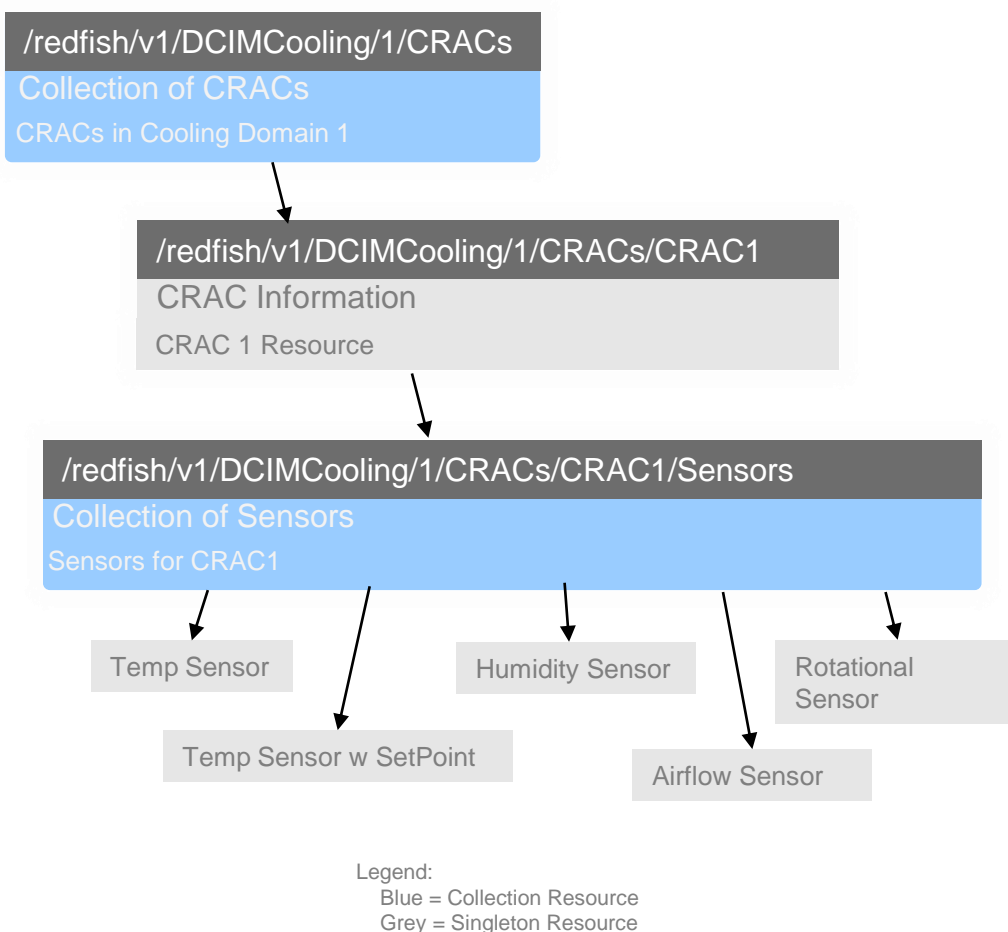 /redfish/v1/DCIMCooling/1/CRACs
Collection of CRACs
CRACs in Cooling Domain 1
/redfish/v1/DCIMCooling/1/CRACs/CRAC1
CRAC Information
CRAC 1 Resource
/redfish/v1/DCIMCooling/1/CRACs/CRAC1/Sensors
Collection of Sensors
Sensors for CRAC1
Temp Sensor
Humidity Sensor
Rotational
Sensor
Temp Sensor w SetPoint
Airflow Sensor
Legend:
Blue = Collection Resource
Grey = Singleton Resource